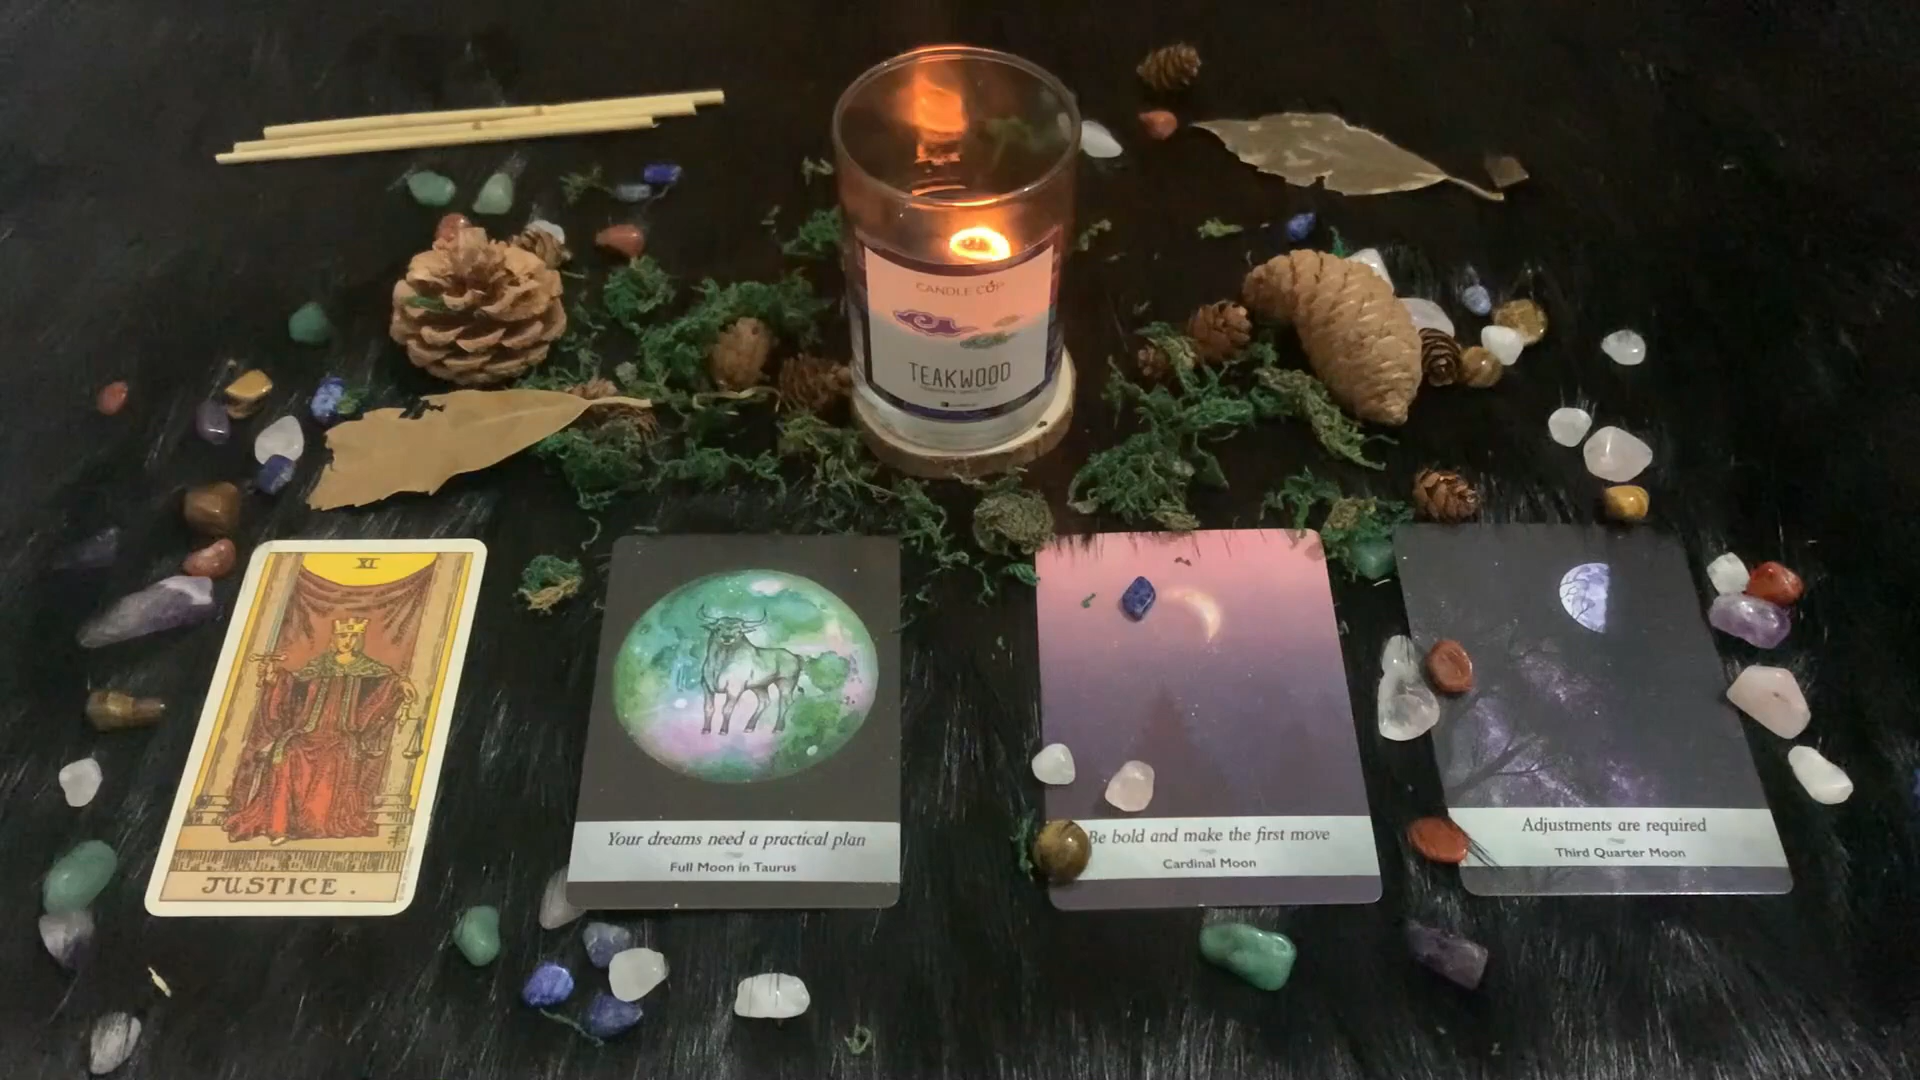 CANDLE CUP
TEAKWOOD
XI
JUSTICE.
Your dreams need a practical plan
Full Moon in Taurus
Be bold and make the first move
Cardinal Moon
Adjustments are required
Third Quarter Moon